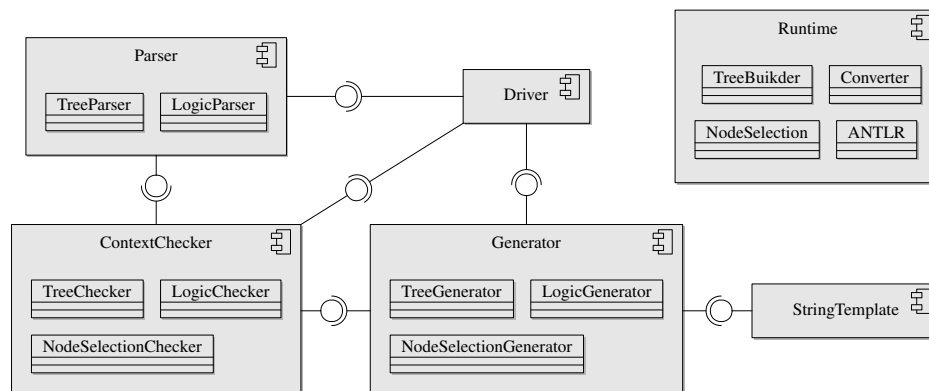 Parser
TreeParser
LogicParser
Driver
Runtime
TreeBuikder
Converter
NodeSelection
ANTLR
ContextChecker
TreeChecker
LogicChecker
NodeSelectionChecker
Generator
TreeGenerator
LogicGenerator
NodeSelectionGenerator
StringTemplate